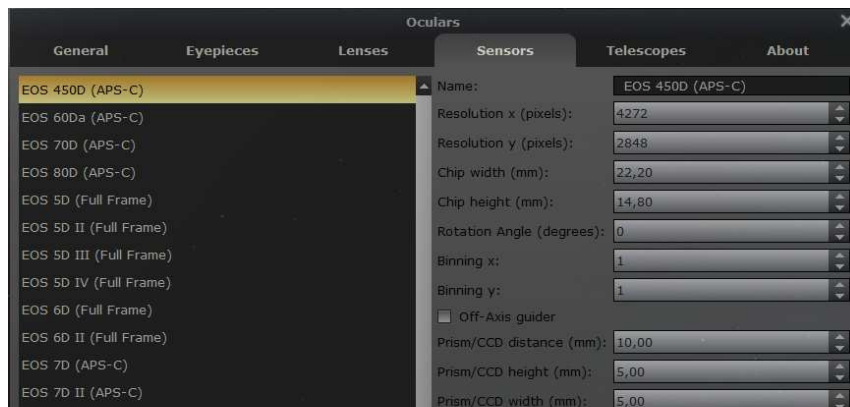 Oculars
General Eyepieces Lenses Sensors Telescopes About
EOS 450D (APS-C)
EOS 60Da (APS-C)
EOS 70D (APS-C)
EOS 80D (APS-C)
EOS 5D (Full Frame)
EOS 5D II (Full Frame)
EOS 5D III (Full Frame)
EOS 5D IV (Full Frame)
EOS 6D (Full Frame)
EOS 6D II (Full Frame)
EOS 7D (APS-C)
EOS 7D II (APS-C)
Name: EOS 450D (APS-C)
Resolution x (pixels): 4272
Resolution y (pixels): 2848
Chip width (mm): 22,20
Chip height (mm): 14,80
Rotation Angle (degrees): 0
Binning x: 1
Binning y: 1
Off-Axis guider
Prism/CCD distance (mm): 10,00
Prism/CCD height (mm): 5,00
Prism/CCD width (mm): 5,00